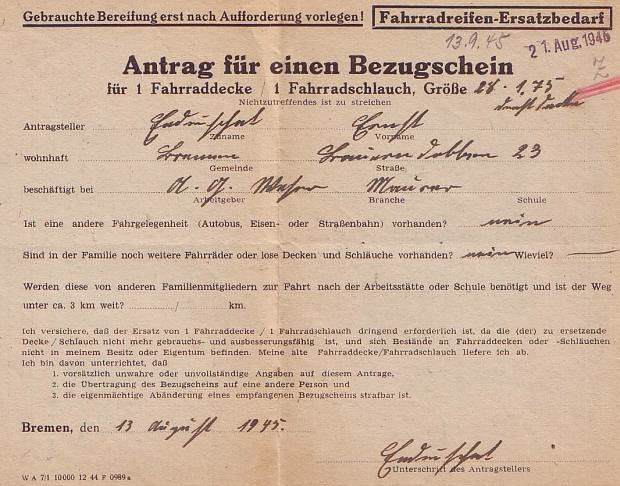 Gebrauchte Bereifung erst nach Aufforderung vorlegen! Fahrradreifen-Ersatzbedarf
13.9.45 21. Aug. 1945
Antrag für einen Bezugschein
für 1 Fahrraddecke / 1 Fahrradschlauch, Größe 28 · 1,75
Nichtzutreffendes ist zu streichen
Antragsteller Enduschat Ernst
Zuname Vorname
wohnhaft Bremen 23
Gemeinde Straße
beschäftigt bei A. G. Weser Maurer
Arbeitgeber Branche Schule
Ist eine andere Fahrgelegenheit (Autobus, Eisen- oder Straßenbahn) vorhanden? nein
Sind in der Familie noch weitere Fahrräder oder lose Decken und Schläuche vorhanden? nein Wieviel? —
Werden diese von anderen Familienmitgliedern zur Fahrt nach der Arbeitsstätte oder Schule benötigt und ist der Weg
unter ca. 3 km weit? ........../.......... km.
Ich versichere, daß der Ersatz von 1 Fahrraddecke / 1 Fahrradschlauch dringend erforderlich ist, da die (der) zu ersetzende
Decke / Schlauch nicht mehr gebrauchs- und ausbesserungsfähig ist, und sich Bestände an Fahrraddecken oder -Schläuchen
nicht in meinem Besitz oder Eigentum befinden. Meine alte Fahrraddecke/Fahrradschlauch liefere ich ab.
Ich bin davon unterrichtet, daß
1. vorsätzlich unwahre oder unvollständige Angaben auf diesem Antrag,
2. die Übertragung des Bezugscheins auf eine andere Person und
3. die eigenmächtige Abänderung eines empfangenen Bezugscheins strafbar ist.
Bremen, den 13 August 1945.
Enduschat
Unterschrift des Antragstellers
W A 7/1 10000 12 44 F 0989a